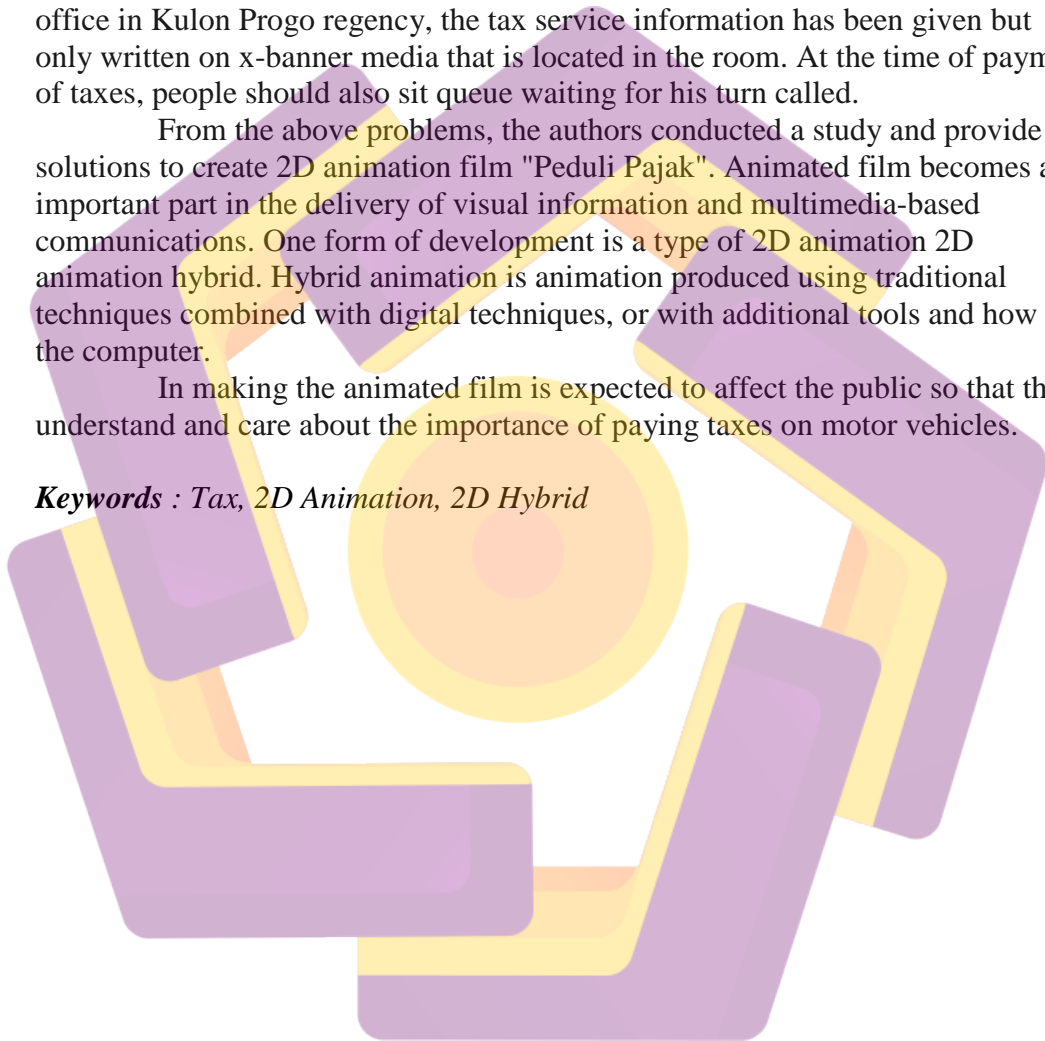 office in Kulon Progo regency, the tax service information has been given but
only written on x-banner media that is located in the room. At the time of paym
of taxes, people should also sit queue waiting for his turn called.
From the above problems, the authors conducted a study and provide
solutions to create 2D animation film "Peduli Pajak". Animated film becomes a
important part in the delivery of visual information and multimedia-based
communications. One form of development is a type of 2D animation 2D
animation hybrid. Hybrid animation is animation produced using traditional
techniques combined with digital techniques, or with additional tools and how
the computer.
In making the animated film is expected to affect the public so that th
understand and care about the importance of paying taxes on motor vehicles.
Keywords : Tax, 2D Animation, 2D Hybrid